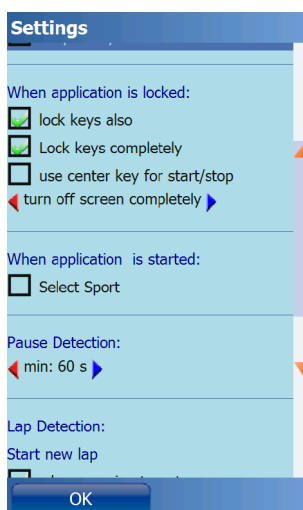 Settings
When application is locked:
lock keys also
Lock keys completely
use center key for start/stop
turn off screen completely
When application is started:
Select Sport
Pause Detection:
min: 60 s
Lap Detection:
Start new lap
OK